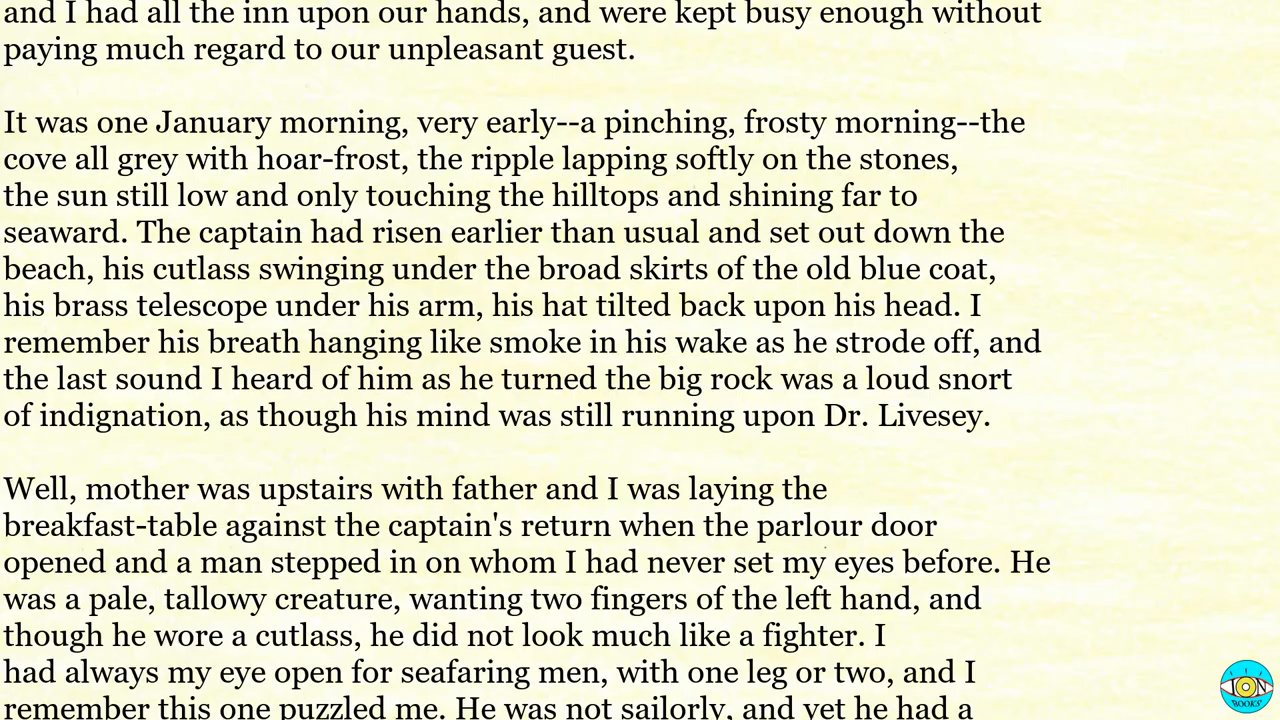 and I had all the inn upon our hands, and were kept busy enough without
paying much regard to our unpleasant guest.
It was one January morning, very early--a pinching, frosty morning--the
cove all grey with hoar-frost, the ripple lapping softly on the stones,
the sun still low and only touching the hilltops and shining far to
seaward. The captain had risen earlier than usual and set out down the
beach, his cutlass swinging under the broad skirts of the old blue coat,
his brass telescope under his arm, his hat tilted back upon his head. I
remember his breath hanging like smoke in his wake as he strode off, and
the last sound I heard of him as he turned the big rock was a loud snort
of indignation, as though his mind was still running upon Dr. Livesey.
Well, mother was upstairs with father and I was laying the
breakfast-table against the captain's return when the parlour door
opened and a man stepped in on whom I had never set my eyes before. He
was a pale, tallowy creature, wanting two fingers of the left hand, and
though he wore a cutlass, he did not look much like a fighter. I
had always my eye open for seafaring men, with one leg or two, and I
remember this one puzzled me. He was not sailorly, and yet he had a
ION
BOOKS